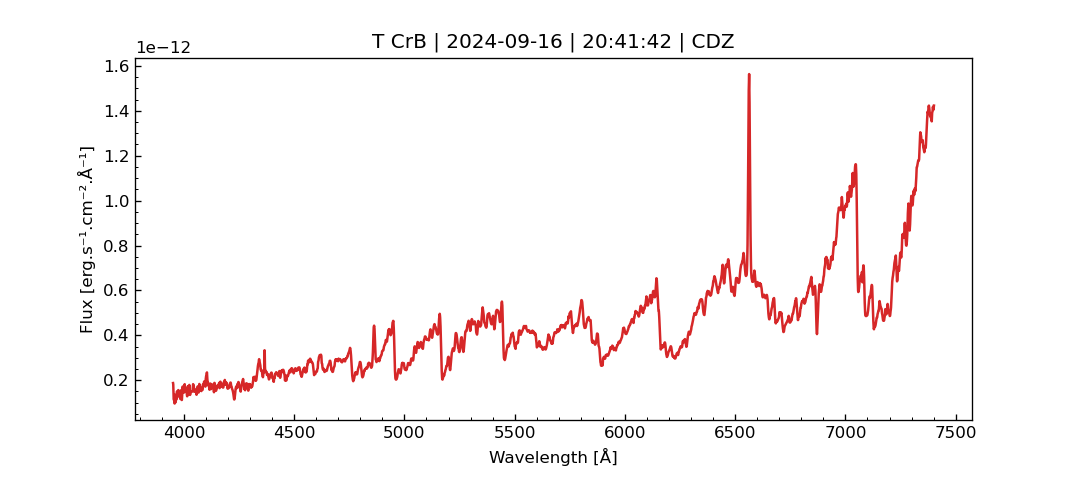 T CrB | 2024-09-16 | 20:41:42 | CDZ
1e−12
1.6
1.4
1.2
1.0
0.8
0.6
0.4
0.2
Flux [erg.s⁻¹.cm⁻².Å⁻¹]
4000 4500 5000 5500 6000 6500 7000 7500
Wavelength [Å]